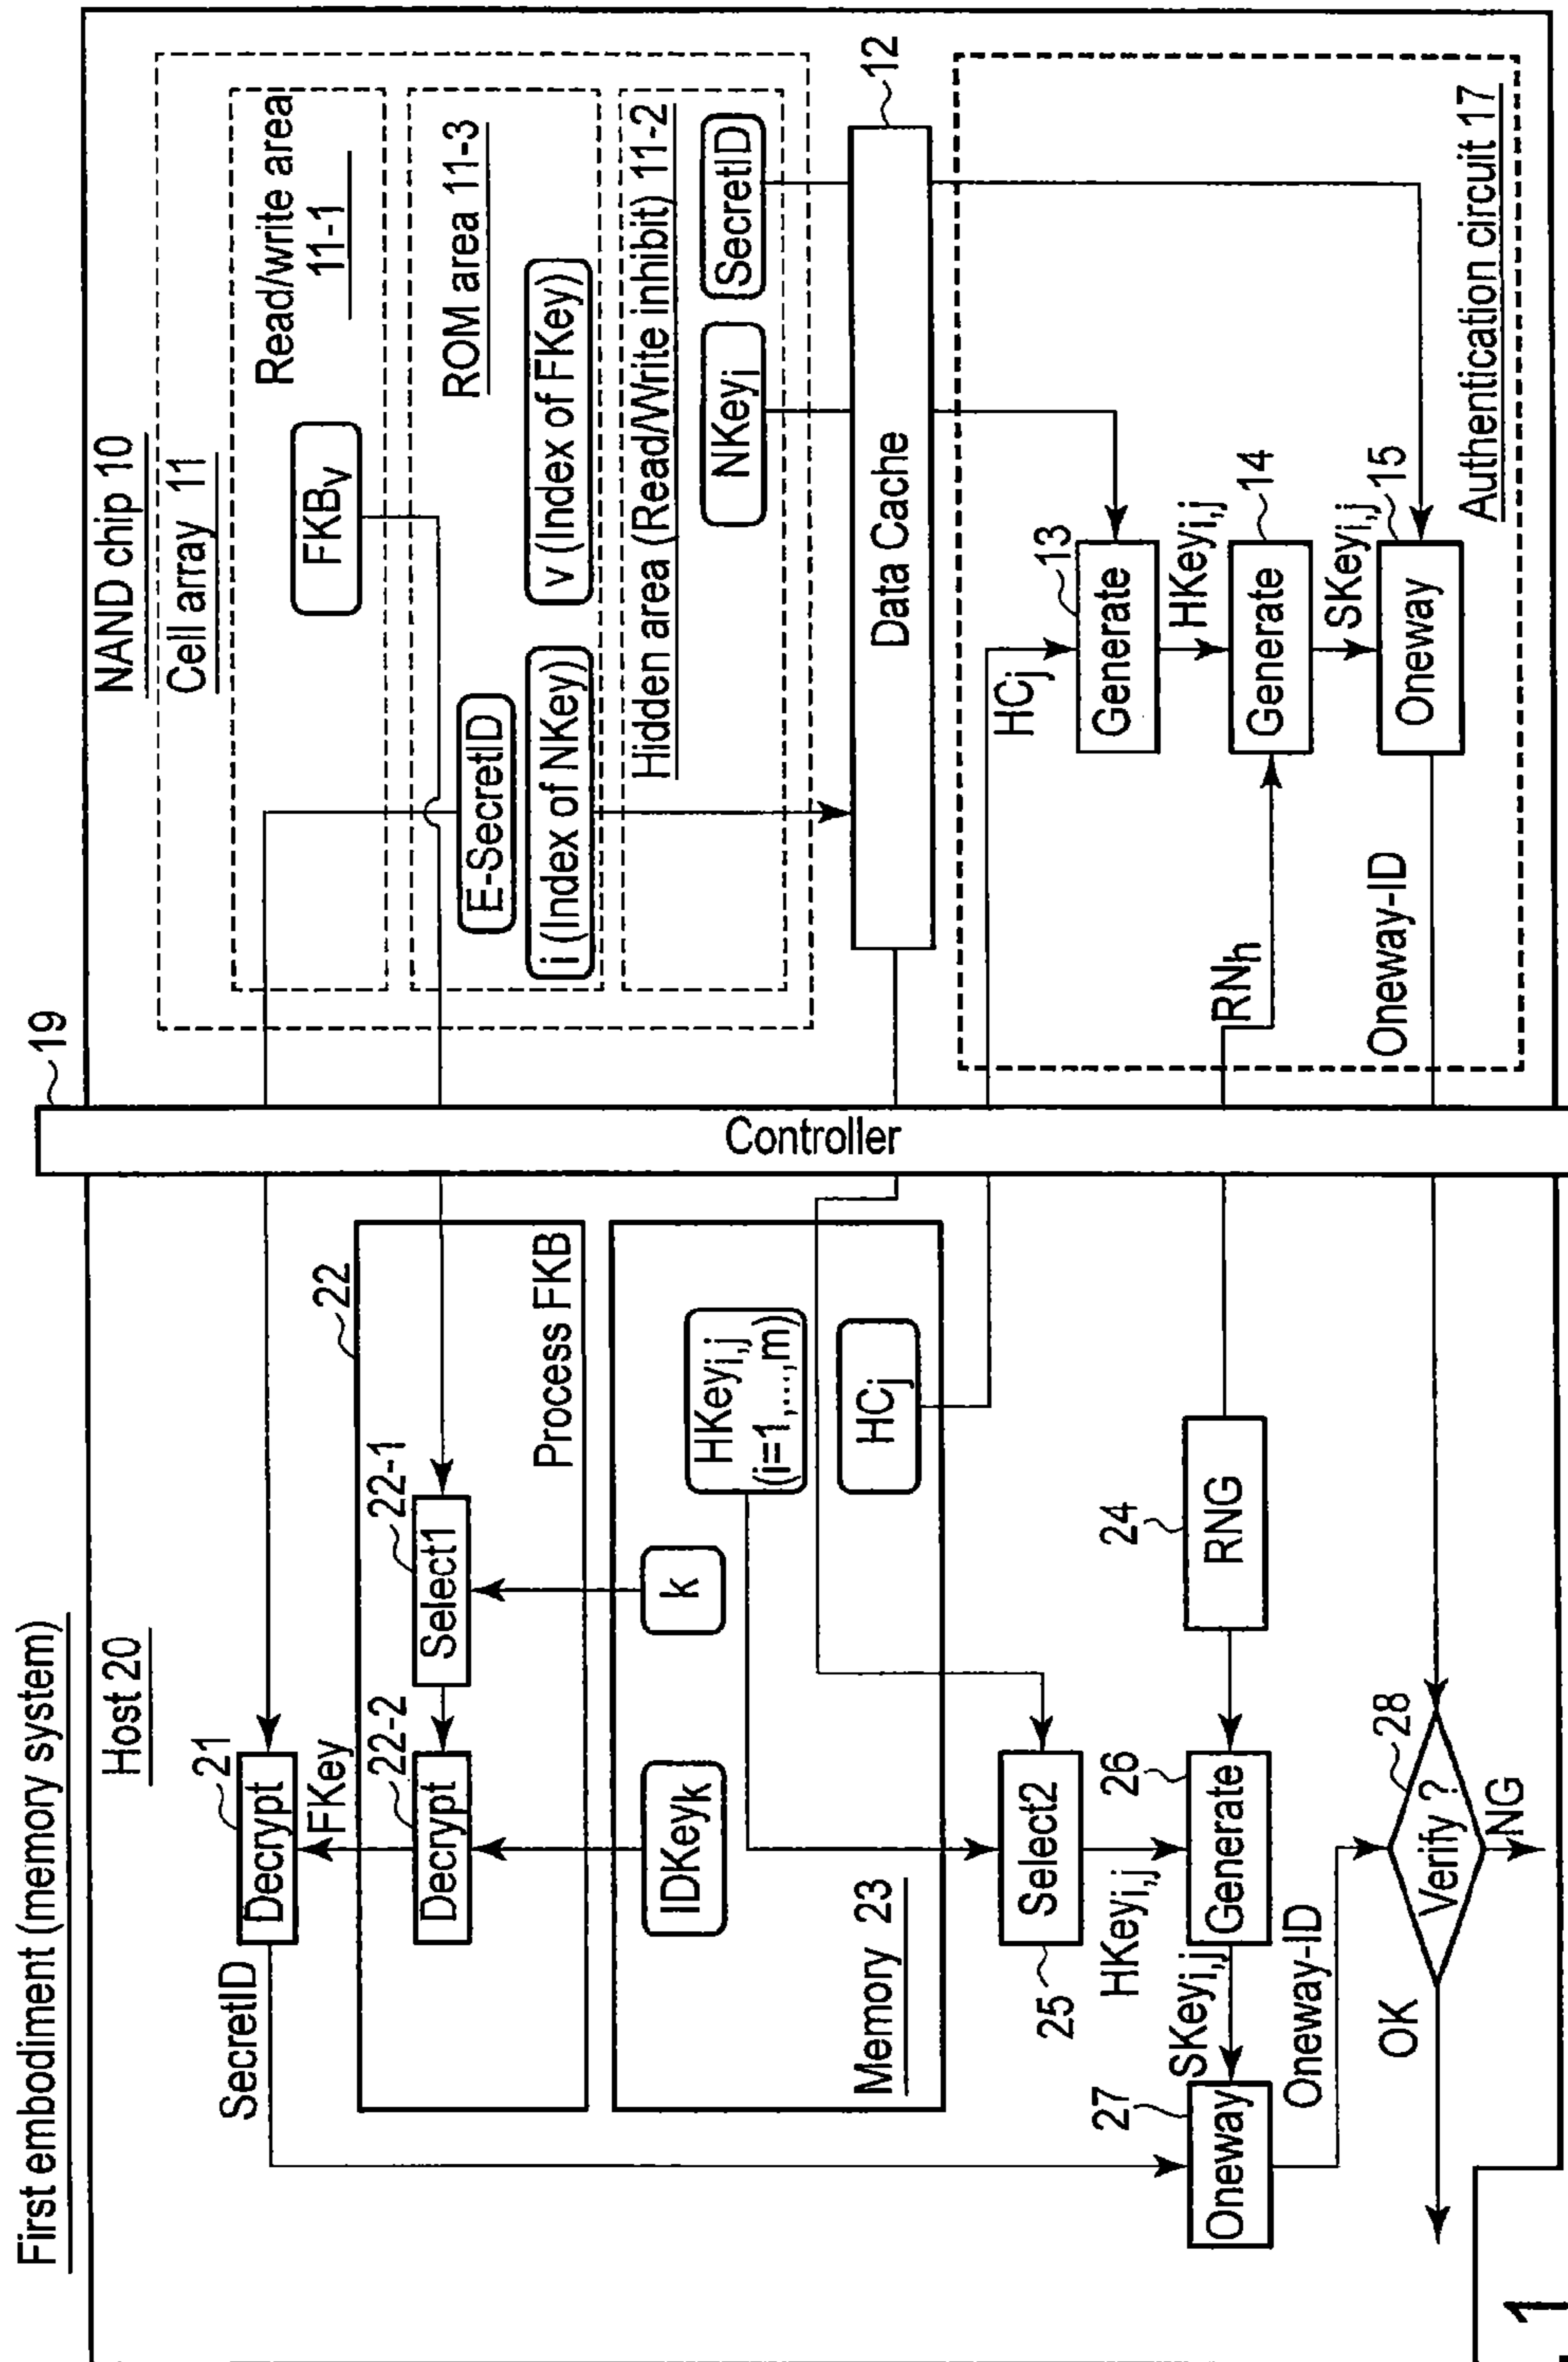 First embodiment (memory system)
Host 20
21
Decrypt
SecretID
FKey
22
22-2
Decrypt
22-1
Select1
Process FKB
IDKeyk
k
HKeyi,j
(i=1,...,m)
HCj
Memory 23
Select2
25
HKeyi,j
24
RNG
26
Generate
SKeyi,j
27
Oneway
Oneway-ID
28
Verify ?
OK
NG
19
Controller
NAND chip 10
Cell array 11
Read/write area
11-1
FKBv
ROM area 11-3
E-SecretID
i (Index of NKey)
v (Index of FKey)
Hidden area (Read/Write inhibit) 11-2
NKeyi
SecretID
12
Data Cache
HCj
13
Generate
HKeyi,j
RNh
14
Generate
SKeyi,j
15
Oneway
Oneway-ID
Authentication circuit 17
1